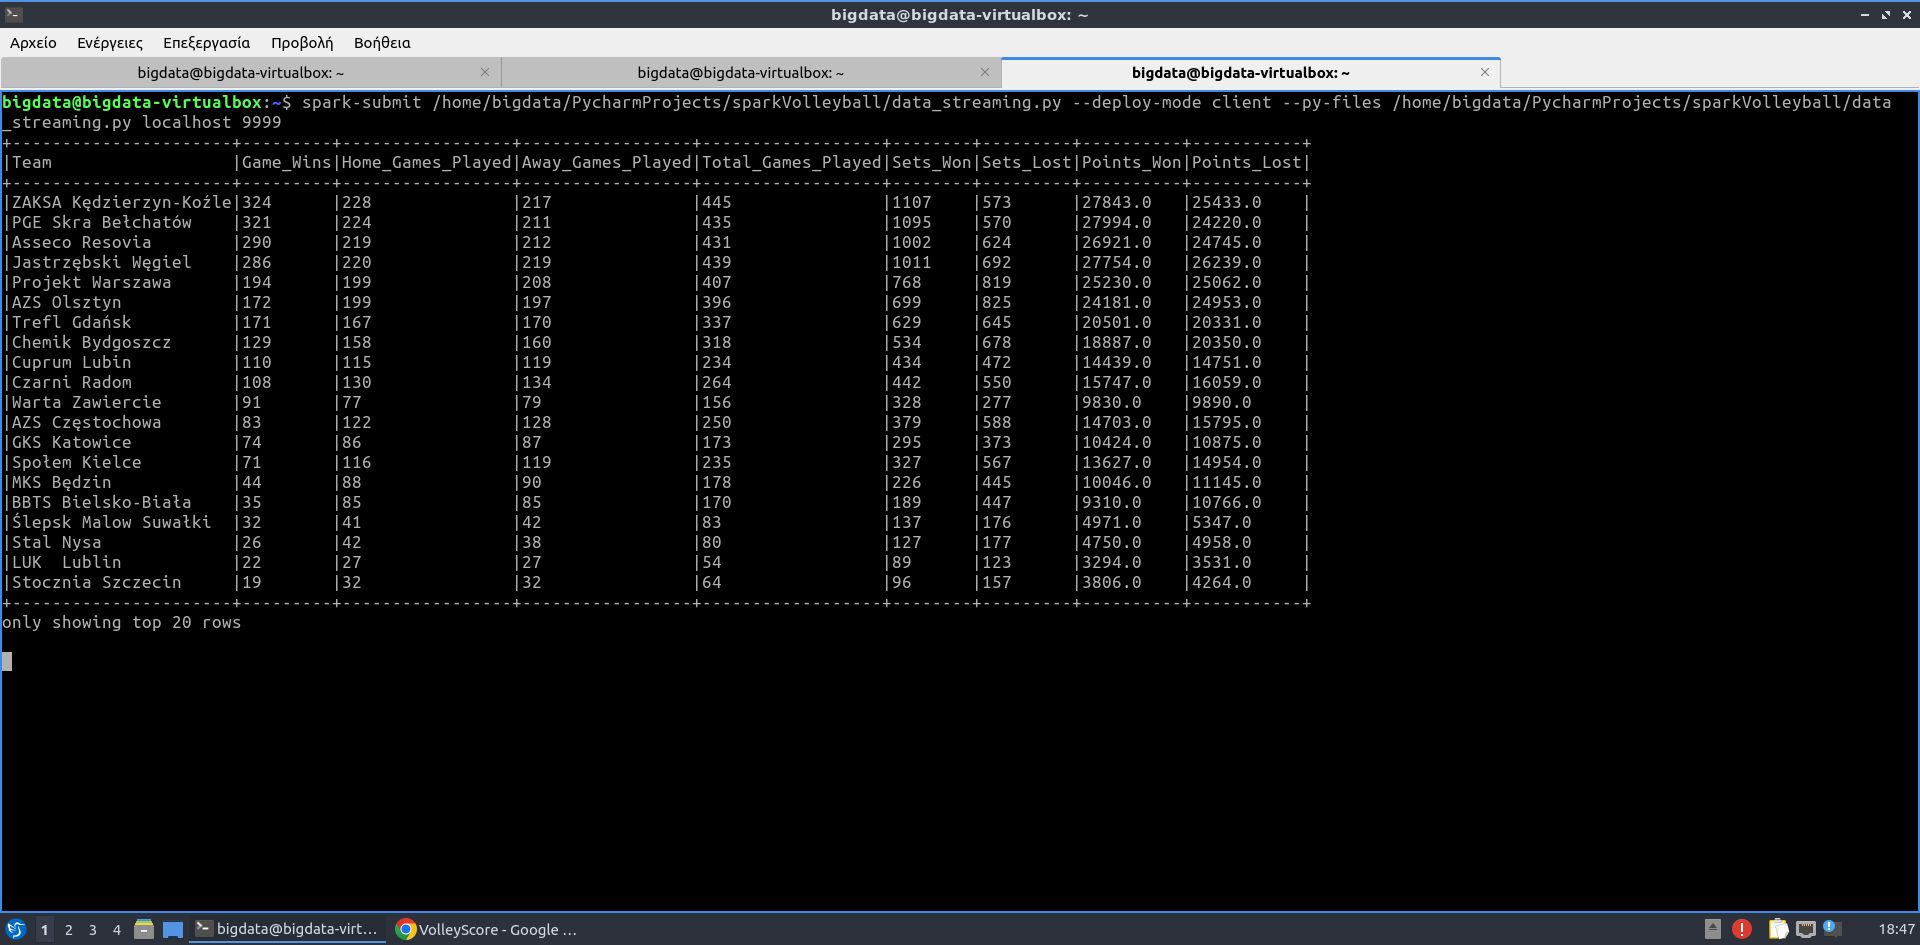 bigdata@bigdata-virtualbox: ~
Αρχείο Ενέργειες Επεξεργασία Προβολή Βοήθεια
bigdata@bigdata-virtualbox: ~ × bigdata@bigdata-virtualbox: ~ × bigdata@bigdata-virtualbox: ~ ×
bigdata@bigdata-virtualbox:~$ spark-submit /home/bigdata/PycharmProjects/sparkVolleyball/data_streaming.py --deploy-mode client --py-files /home/bigdata/PycharmProjects/sparkVolleyball/data
_streaming.py localhost 9999
+----------------------+---------+-----------------+-----------------+------------------+--------+---------+----------+-----------+
|Team                  |Game_Wins|Home_Games_Played|Away_Games_Played|Total_Games_Played|Sets_Won|Sets_Lost|Points_Won|Points_Lost|
+----------------------+---------+-----------------+-----------------+------------------+--------+---------+----------+-----------+
|ZAKSA Kędzierzyn-Koźle|324      |228              |217              |445               |1107    |573      |27843.0   |25433.0    |
|PGE Skra Bełchatów    |321      |224              |211              |435               |1095    |570      |27994.0   |24220.0    |
|Asseco Resovia        |290      |219              |212              |431               |1002    |624      |26921.0   |24745.0    |
|Jastrzębski Węgiel    |286      |220              |219              |439               |1011    |692      |27754.0   |26239.0    |
|Projekt Warszawa      |194      |199              |208              |407               |768     |819      |25230.0   |25062.0    |
|AZS Olsztyn           |172      |199              |197              |396               |699     |825      |24181.0   |24953.0    |
|Trefl Gdańsk          |171      |167              |170              |337               |629     |645      |20501.0   |20331.0    |
|Chemik Bydgoszcz      |129      |158              |160              |318               |534     |678      |18887.0   |20350.0    |
|Cuprum Lubin          |110      |115              |119              |234               |434     |472      |14439.0   |14751.0    |
|Czarni Radom          |108      |130              |134              |264               |442     |550      |15747.0   |16059.0    |
|Warta Zawiercie       |91       |77               |79               |156               |328     |277      |9830.0    |9890.0     |
|AZS Częstochowa       |83       |122              |128              |250               |379     |588      |14703.0   |15795.0    |
|GKS Katowice          |74       |86               |87               |173               |295     |373      |10424.0   |10875.0    |
|Społem Kielce         |71       |116              |119              |235               |327     |567      |13627.0   |14954.0    |
|MKS Będzin            |44       |88               |90               |178               |226     |445      |10046.0   |11145.0    |
|BBTS Bielsko-Biała    |35       |85               |85               |170               |189     |447      |9310.0    |10766.0    |
|Ślepsk Malow Suwałki  |32       |41               |42               |83                |137     |176      |4971.0    |5347.0     |
|Stal Nysa             |26       |42               |38               |80                |127     |177      |4750.0    |4958.0     |
|LUK  Lublin           |22       |27               |27               |54                |89      |123      |3294.0    |3531.0     |
|Stocznia Szczecin     |19       |32               |32               |64                |96      |157      |3806.0    |4264.0     |
+----------------------+---------+-----------------+-----------------+------------------+--------+---------+----------+-----------+
only showing top 20 rows
1 2 3 4 bigdata@bigdata-virt... VolleyScore - Google ... 18:47